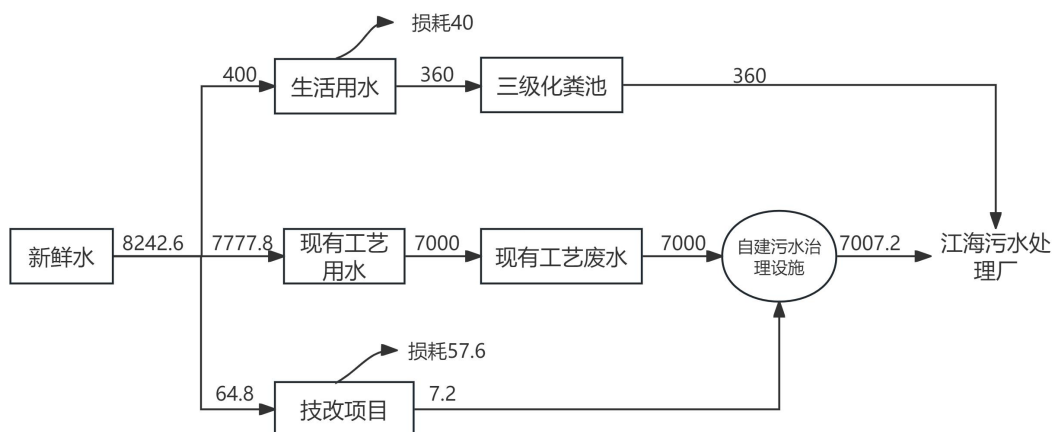 损耗40
400
生活用水
360
三级化粪池
360
新鲜水
8242.6
7777.8
现有工艺
用水
7000
现有工艺废水
7000
自建污水治
理设施
7007.2
江海污水处
理厂
损耗57.6
64.8
技改项目
7.2